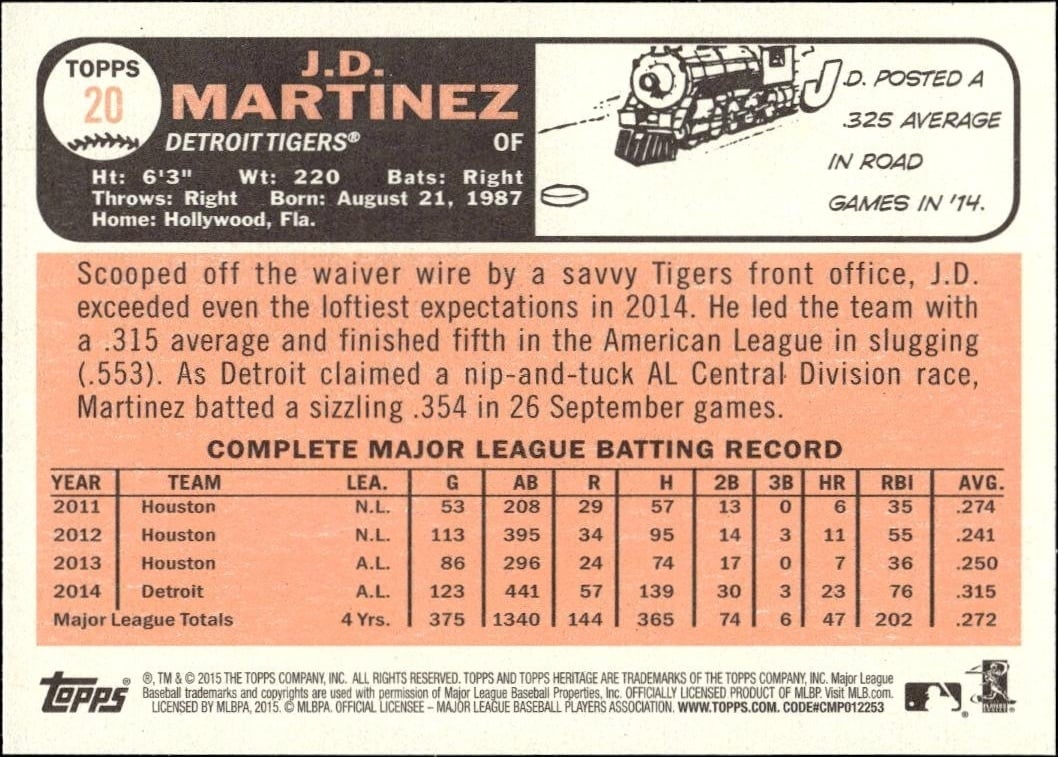 TOPPS
20
J.D.
MARTINEZ
DETROIT TIGERS® OF
Ht: 6'3" Wt: 220 Bats: Right
Throws: Right Born: August 21, 1987
Home: Hollywood, Fla.
J.D. POSTED A
.325 AVERAGE
IN ROAD
GAMES IN '14.
Scooped off the waiver wire by a savvy Tigers front office, J.D.
exceeded even the loftiest expectations in 2014. He led the team with
a .315 average and finished fifth in the American League in slugging
(.553). As Detroit claimed a nip-and-tuck AL Central Division race,
Martinez batted a sizzling .354 in 26 September games.
COMPLETE MAJOR LEAGUE BATTING RECORD
YEAR TEAM LEA. G AB R H 2B 3B HR RBI AVG.
2011 Houston N.L. 53 208 29 57 13 0 6 35 .274
2012 Houston N.L. 113 395 34 95 14 3 11 55 .241
2013 Houston A.L. 86 296 24 74 17 0 7 36 .250
2014 Detroit A.L. 123 441 57 139 30 3 23 76 .315
Major League Totals 4 Yrs. 375 1340 144 365 74 6 47 202 .272
Topps®
®, TM & © 2015 THE TOPPS COMPANY, INC. ALL RIGHTS RESERVED. TOPPS AND TOPPS HERITAGE ARE TRADEMARKS OF THE TOPPS COMPANY, INC. Major League
Baseball trademarks and copyrights are used with permission of Major League Baseball Properties, Inc. OFFICIALLY LICENSED PRODUCT OF MLBP. Visit MLB.com.
LICENSED BY MLBPA, 2015. © MLBPA. OFFICIAL LICENSEE – MAJOR LEAGUE BASEBALL PLAYERS ASSOCIATION. WWW.TOPPS.COM. CODE#CMP012253